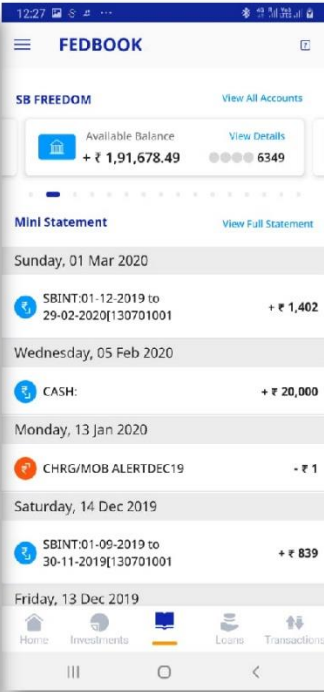 12:27
FEDBOOK
SB FREEDOM View All Accounts
Available Balance View Details
+ ₹ 1,91,678.49 6349
Mini Statement View Full Statement
Sunday, 01 Mar 2020
SBINT:01-12-2019 to
29-02-2020[130701001 + ₹ 1,402
Wednesday, 05 Feb 2020
CASH: + ₹ 20,000
Monday, 13 Jan 2020
CHRG/MOB ALERTDEC19 - ₹ 1
Saturday, 14 Dec 2019
SBINT:01-09-2019 to
30-11-2019[130701001 + ₹ 839
Friday, 13 Dec 2019
Home Investments Loans Transactions